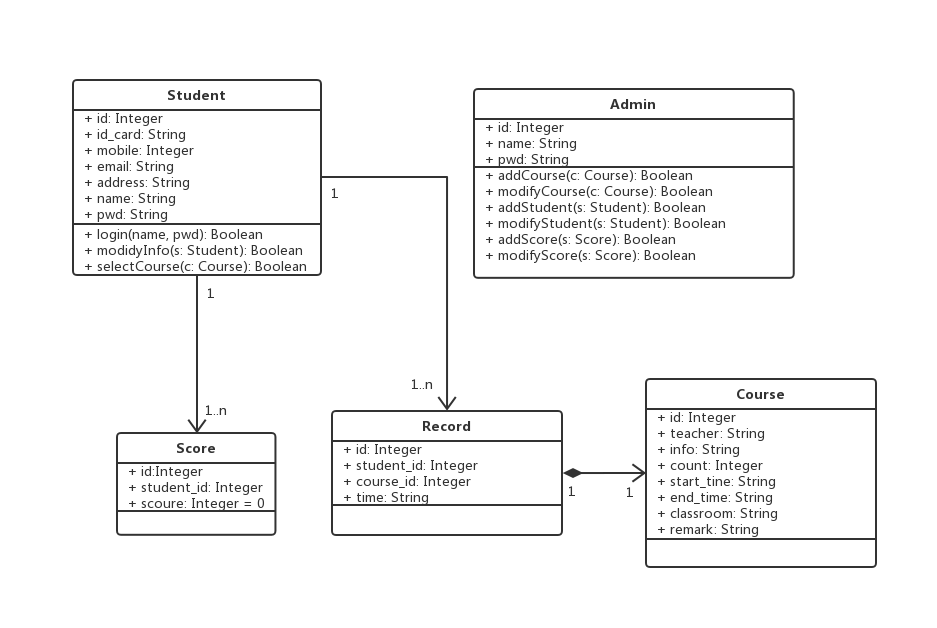 Student
+ id: Integer
+ id_card: String
+ mobile: Integer
+ email: String
+ address: String
+ name: String
+ pwd: String
+ login(name, pwd): Boolean
+ modidyInfo(s: Student): Boolean
+ selectCourse(c: Course): Boolean
Admin
+ id: Integer
+ name: String
+ pwd: String
+ addCourse(c: Course): Boolean
+ modifyCourse(c: Course): Boolean
+ addStudent(s: Student): Boolean
+ modifyStudent(s: Student): Boolean
+ addScore(s: Score): Boolean
+ modifyScore(s: Score): Boolean
1
1
1..n
1..n
Score
+ id:Integer
+ student_id: Integer
+ scoure: Integer = 0
Record
+ id: Integer
+ student_id: Integer
+ course_id: Integer
+ time: String
1
1
Course
+ id: Integer
+ teacher: String
+ info: String
+ count: Integer
+ start_tine: String
+ end_time: String
+ classroom: String
+ remark: String